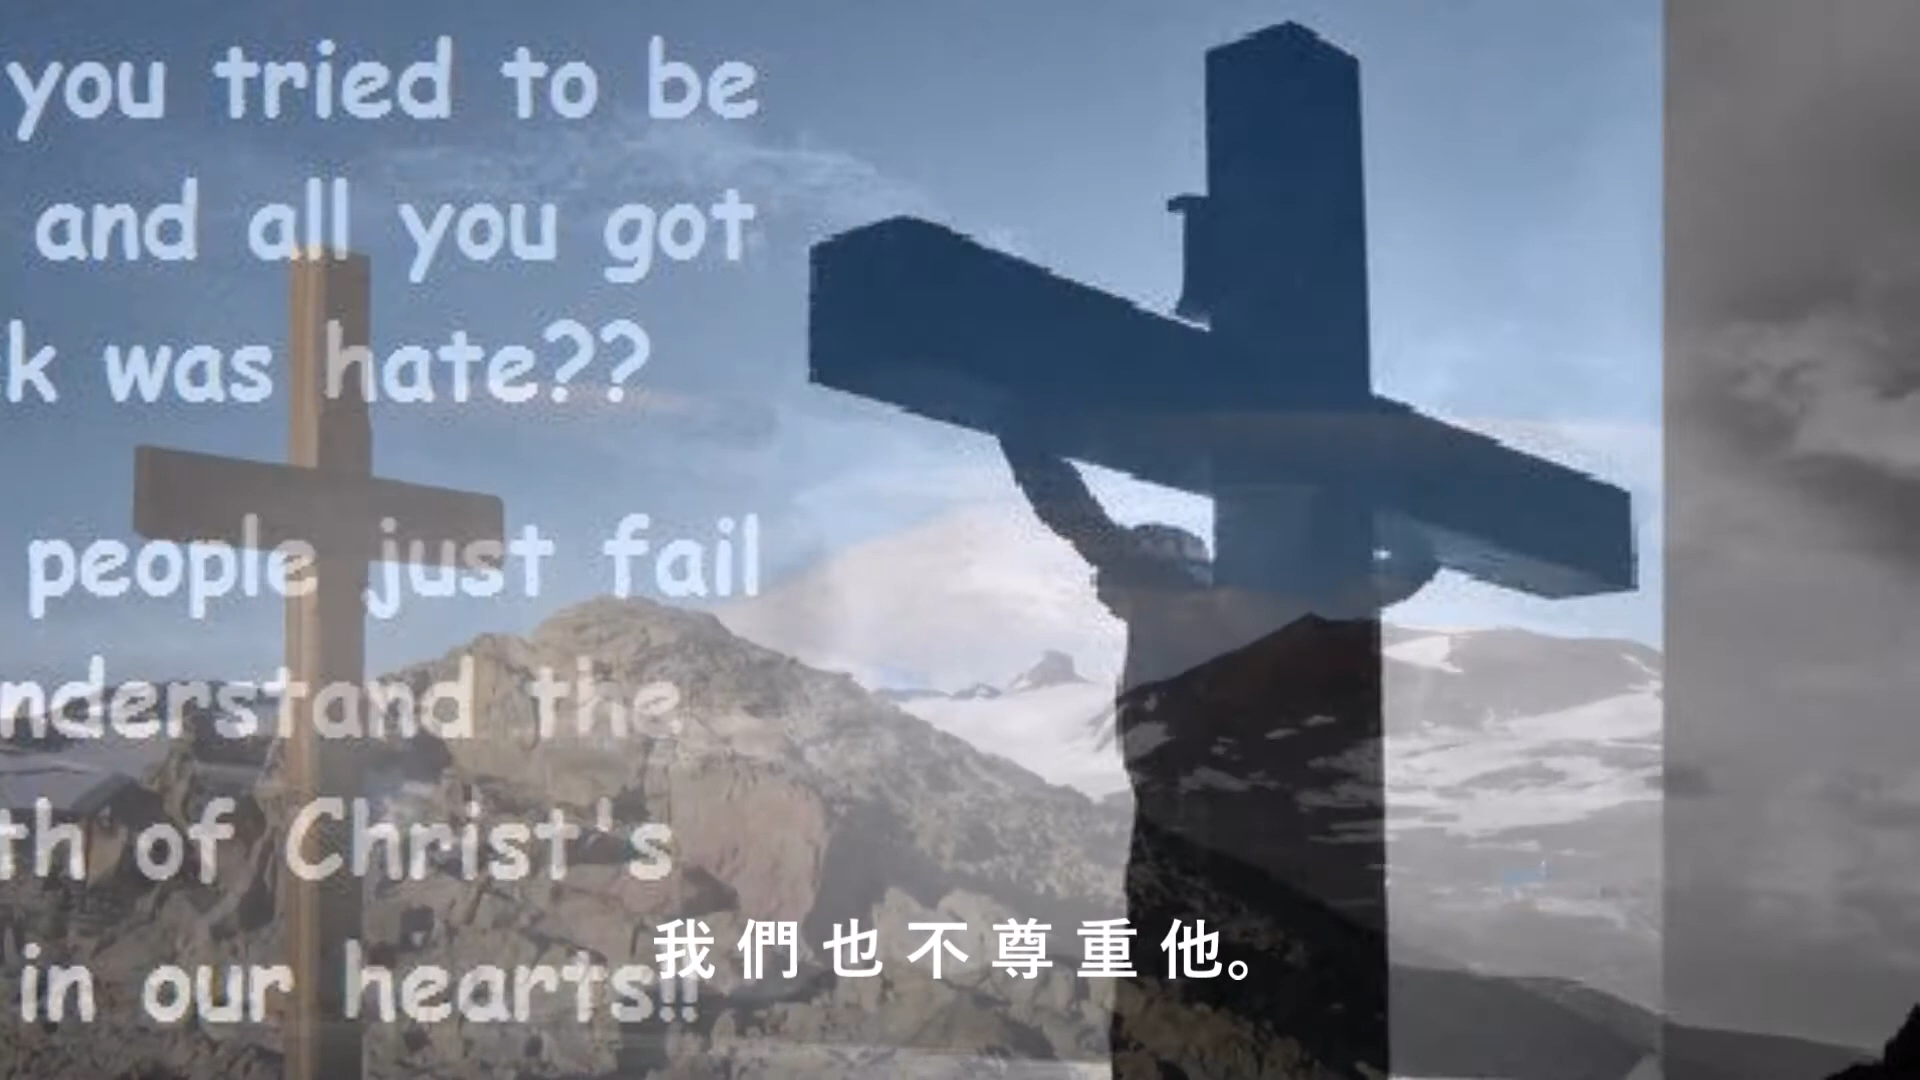 you tried to be
and all you got
k was hate??
people just fail
nderstand the
th of Christ's
in our hearts!!
我們也不尊重他。